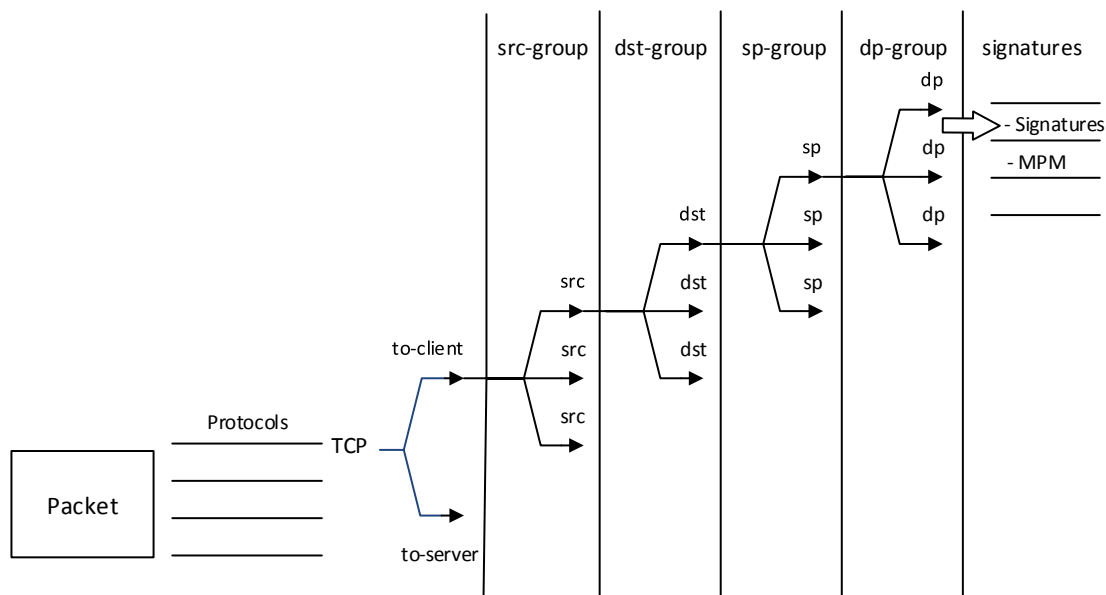 src-group dst-group sp-group dp-group signatures
dp
- Signatures
sp dp
- MPM
dst sp dp
src dst sp
to-client src dst
src
Protocols
TCP
Packet
to-server